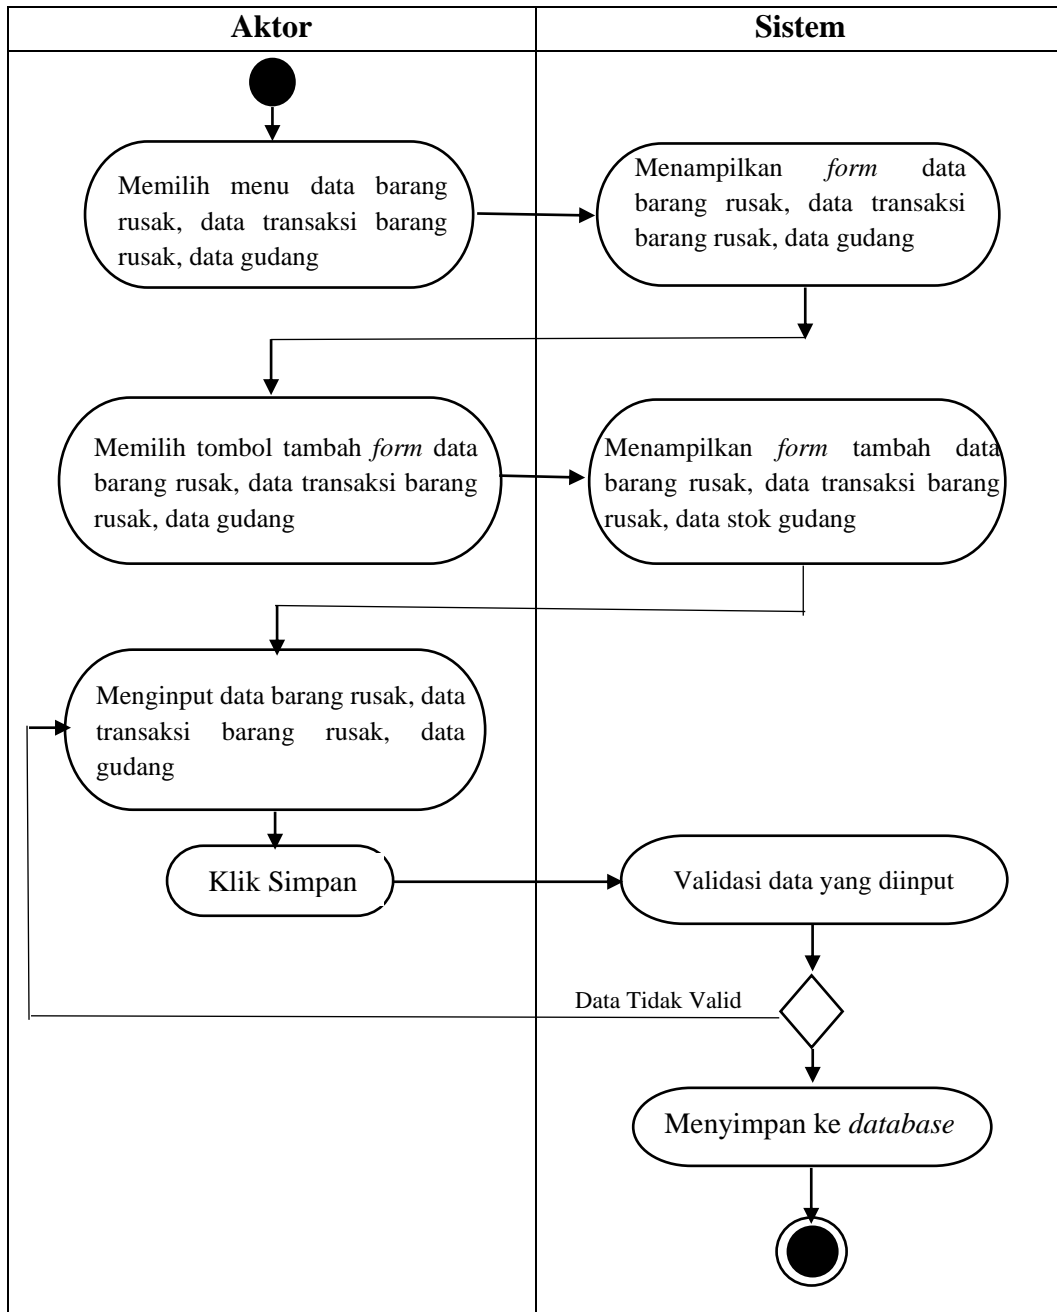 Aktor
Sistem
Memilih menu data barang
rusak, data transaksi barang
rusak, data gudang
Menampilkan form data
barang rusak, data transaksi
barang rusak, data gudang
Memilih tombol tambah form data
barang rusak, data transaksi barang
rusak, data gudang
Menampilkan form tambah data
barang rusak, data transaksi barang
rusak, data stok gudang
Menginput data barang rusak, data
transaksi barang rusak, data
gudang
Klik Simpan
Validasi data yang diinput
Data Tidak Valid
Menyimpan ke database